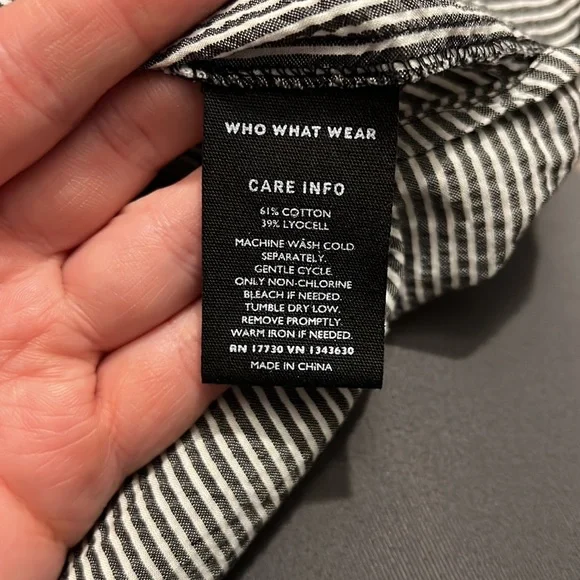 WHO WHAT WEAR
CARE INFO
61% COTTON
39% LYOCELL
MACHINE WASH COLD
SEPARATELY.
GENTLE CYCLE.
ONLY NON-CHLORINE
BLEACH IF NEEDED.
TUMBLE DRY LOW.
REMOVE PROMPTLY.
WARM IRON IF NEEDED.
RN 17730 VN 1343630
MADE IN CHINA